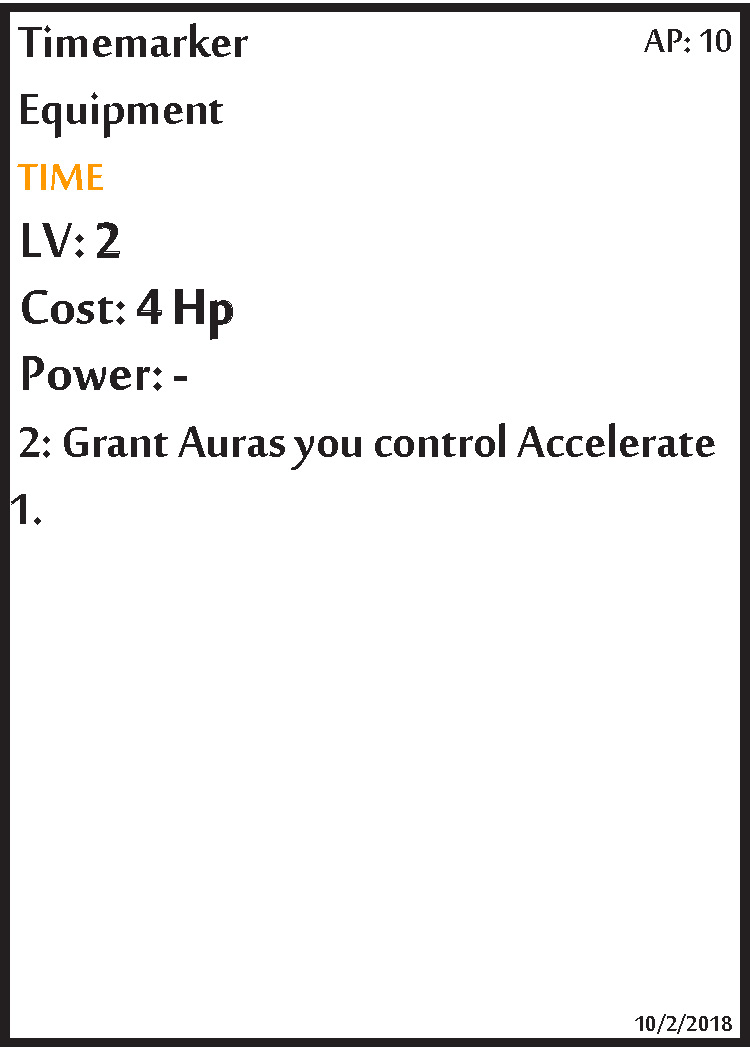 Timemarker
AP: 10
Equipment
TIME
LV: 2
Cost: 4 Hp
Power: -
2: Grant Auras you control Accelerate
1.
10/2/2018